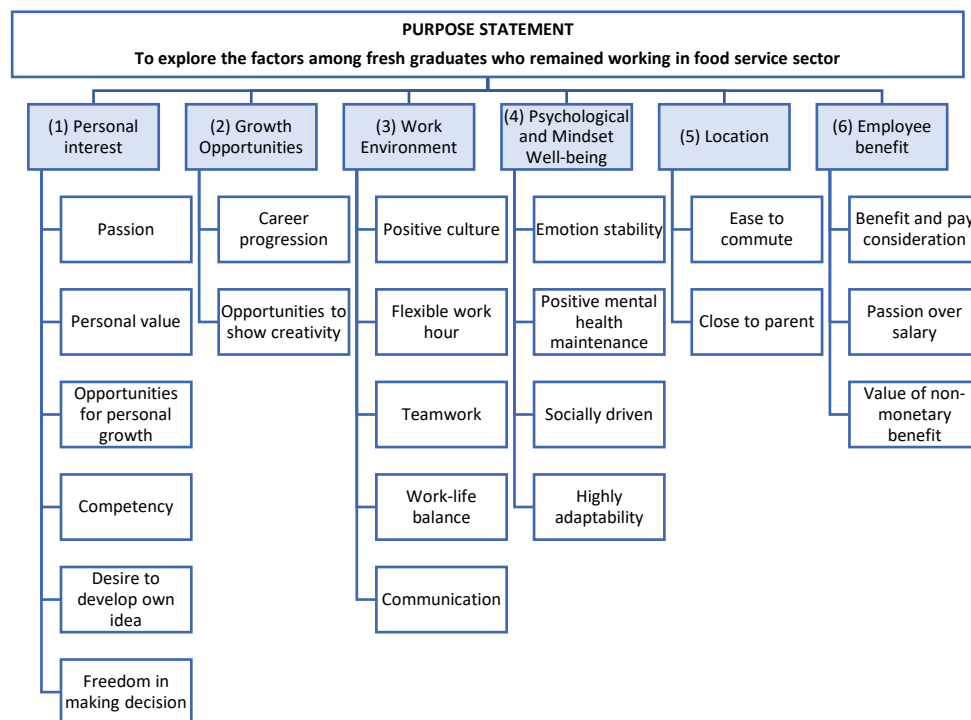 PURPOSE STATEMENT
To explore the factors among fresh graduates who remained working in food service sector
(1) Personal
interest
(2) Growth
Opportunities
(3) Work
Environment
(4) Psychological
and Mindset
Well-being
(5) Location
(6) Employee
benefit
Passion
Personal value
Opportunities
for personal
growth
Competency
Desire to
develop own
idea
Freedom in
making decision
Career
progression
Opportunities to
show creativity
Positive culture
Flexible work
hour
Teamwork
Work-life
balance
Communication
Emotion stability
Positive mental
health
maintenance
Socially driven
Highly
adaptability
Ease to
commute
Close to parent
Benefit and pay
consideration
Passion over
salary
Value of non-
monetary
benefit